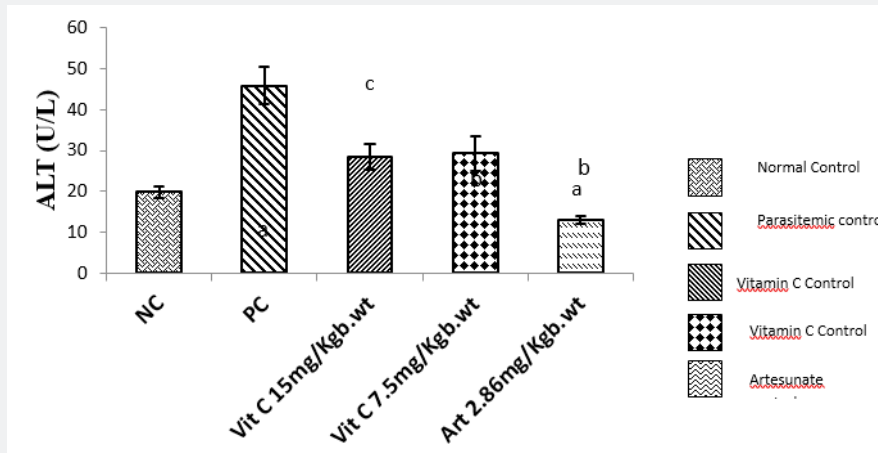 60
50
40
30
20
10
0
ALT (U/L)
c
b
a
a
b
NC
PC
Vit C 15mg/Kgb.wt
Vit C 7.5mg/Kgb.wt
Art 2.86mg/Kgb.wt
Normal Control
Parasitemic contro
Vitamin C Control
Vitamin C Control
Artesunate